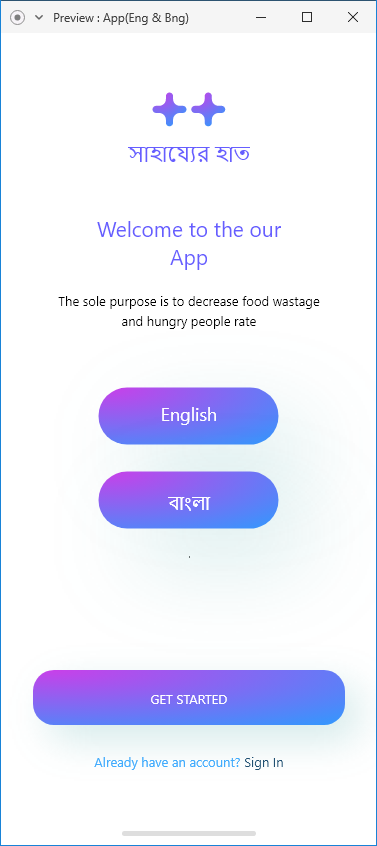 Preview : App(Eng & Bng)
সাহায্যের হাত
Welcome to the our
App
The sole purpose is to decrease food wastage
and hungry people rate
English
বাংলা
.
GET STARTED
Already have an account? Sign In